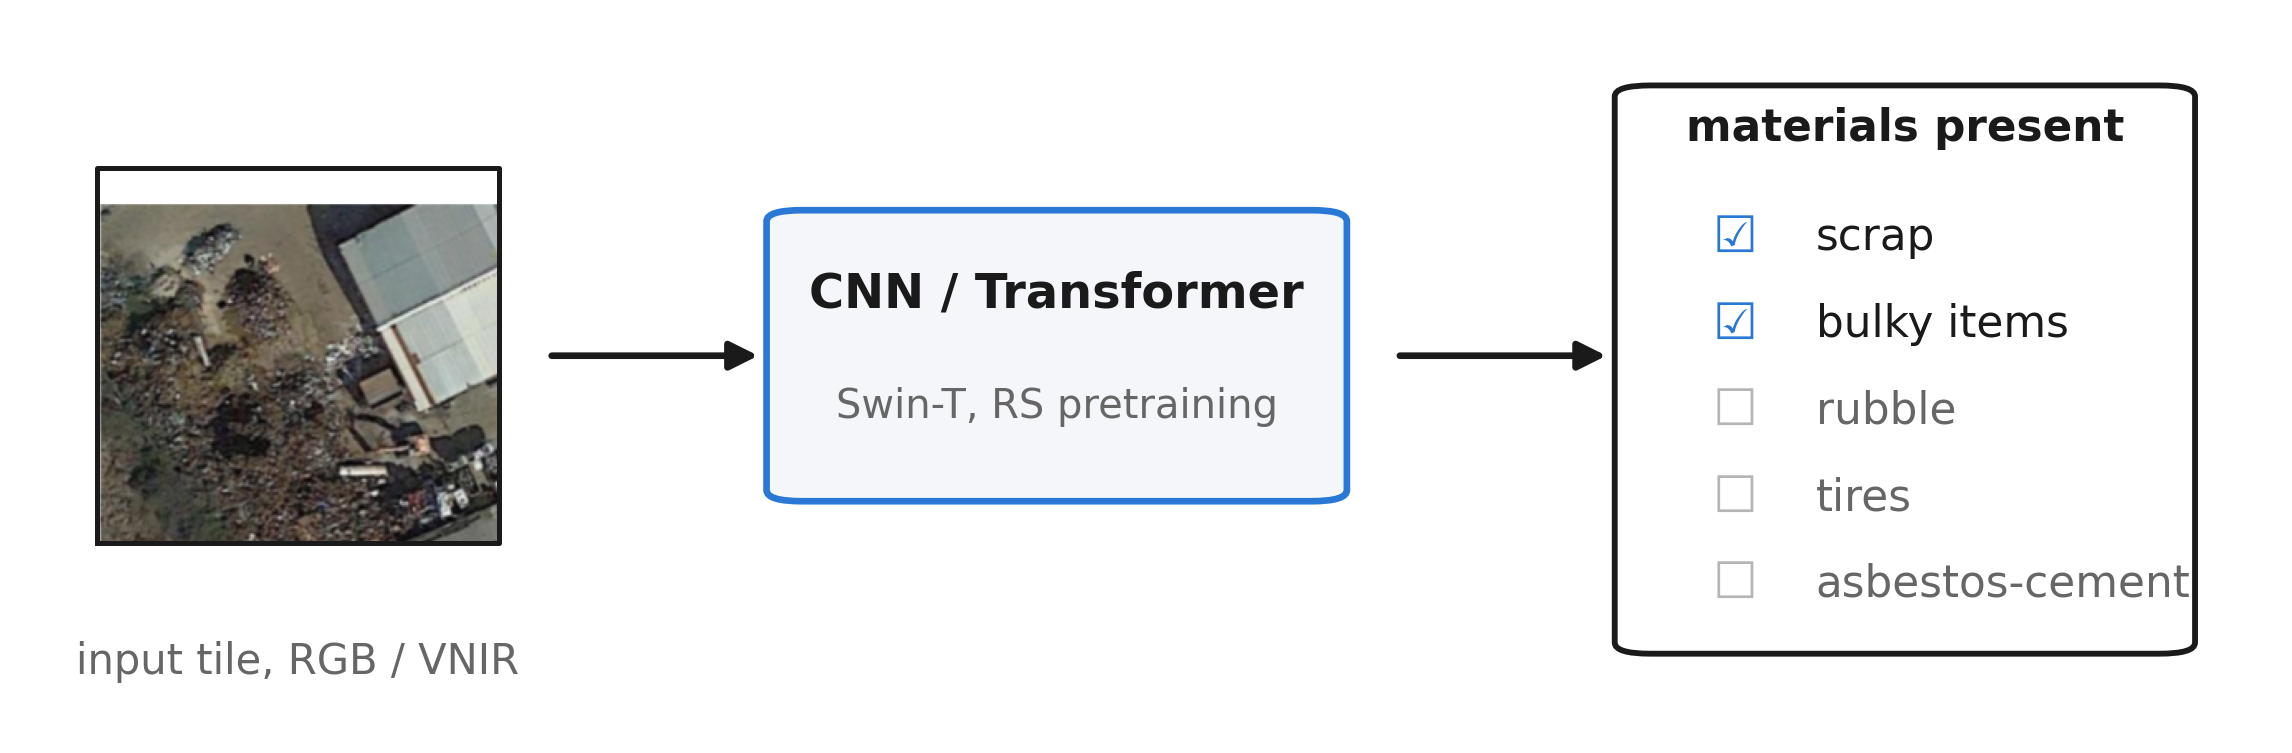 input tile, RGB / VNIR
CNN / Transformer
Swin-T, RS pretraining
materials present
☑ scrap
☑ bulky items
☐ rubble
☐ tires
☐ asbestos-cement